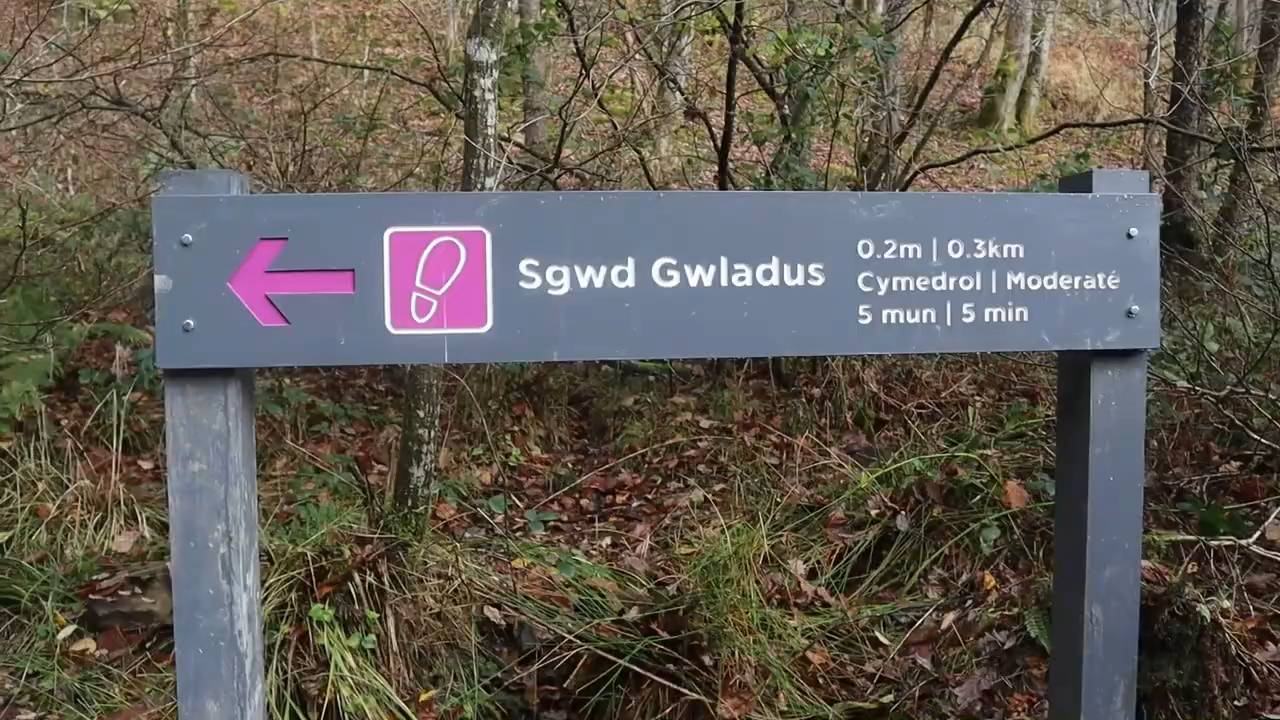 Sgwd Gwladus
0.2m | 0.3km
Cymedrol | Moderate
5 mun | 5 min